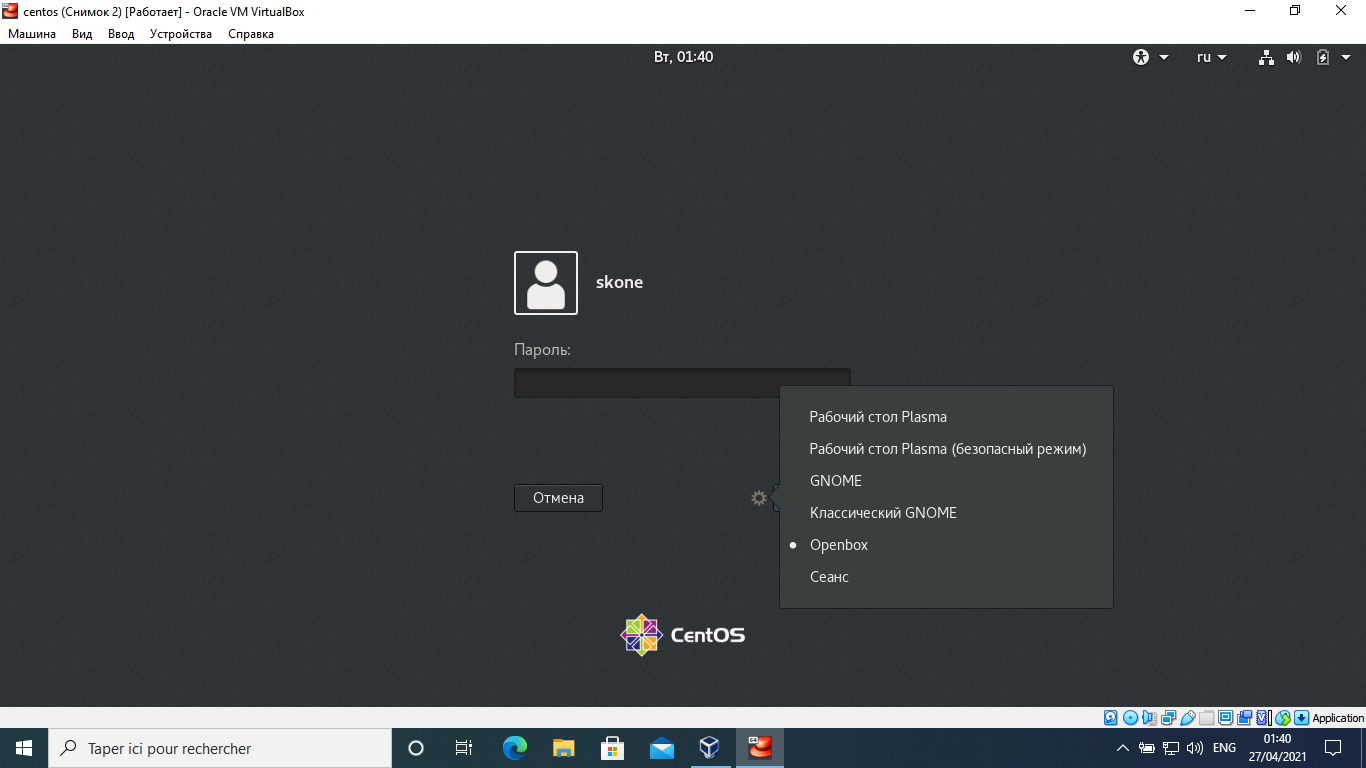 centos (Снимок 2) [Работает] - Oracle VM VirtualBox
Машина Вид Ввод Устройства Справка
Вт, 01:40
ru
skone
Пароль:
Рабочий стол Plasma
Рабочий стол Plasma (безопасный режим)
GNOME
Отмена
Классический GNOME
Openbox
Сеанс
CentOS
Application
Taper ici pour rechercher
ENG
01:40
27/04/2021